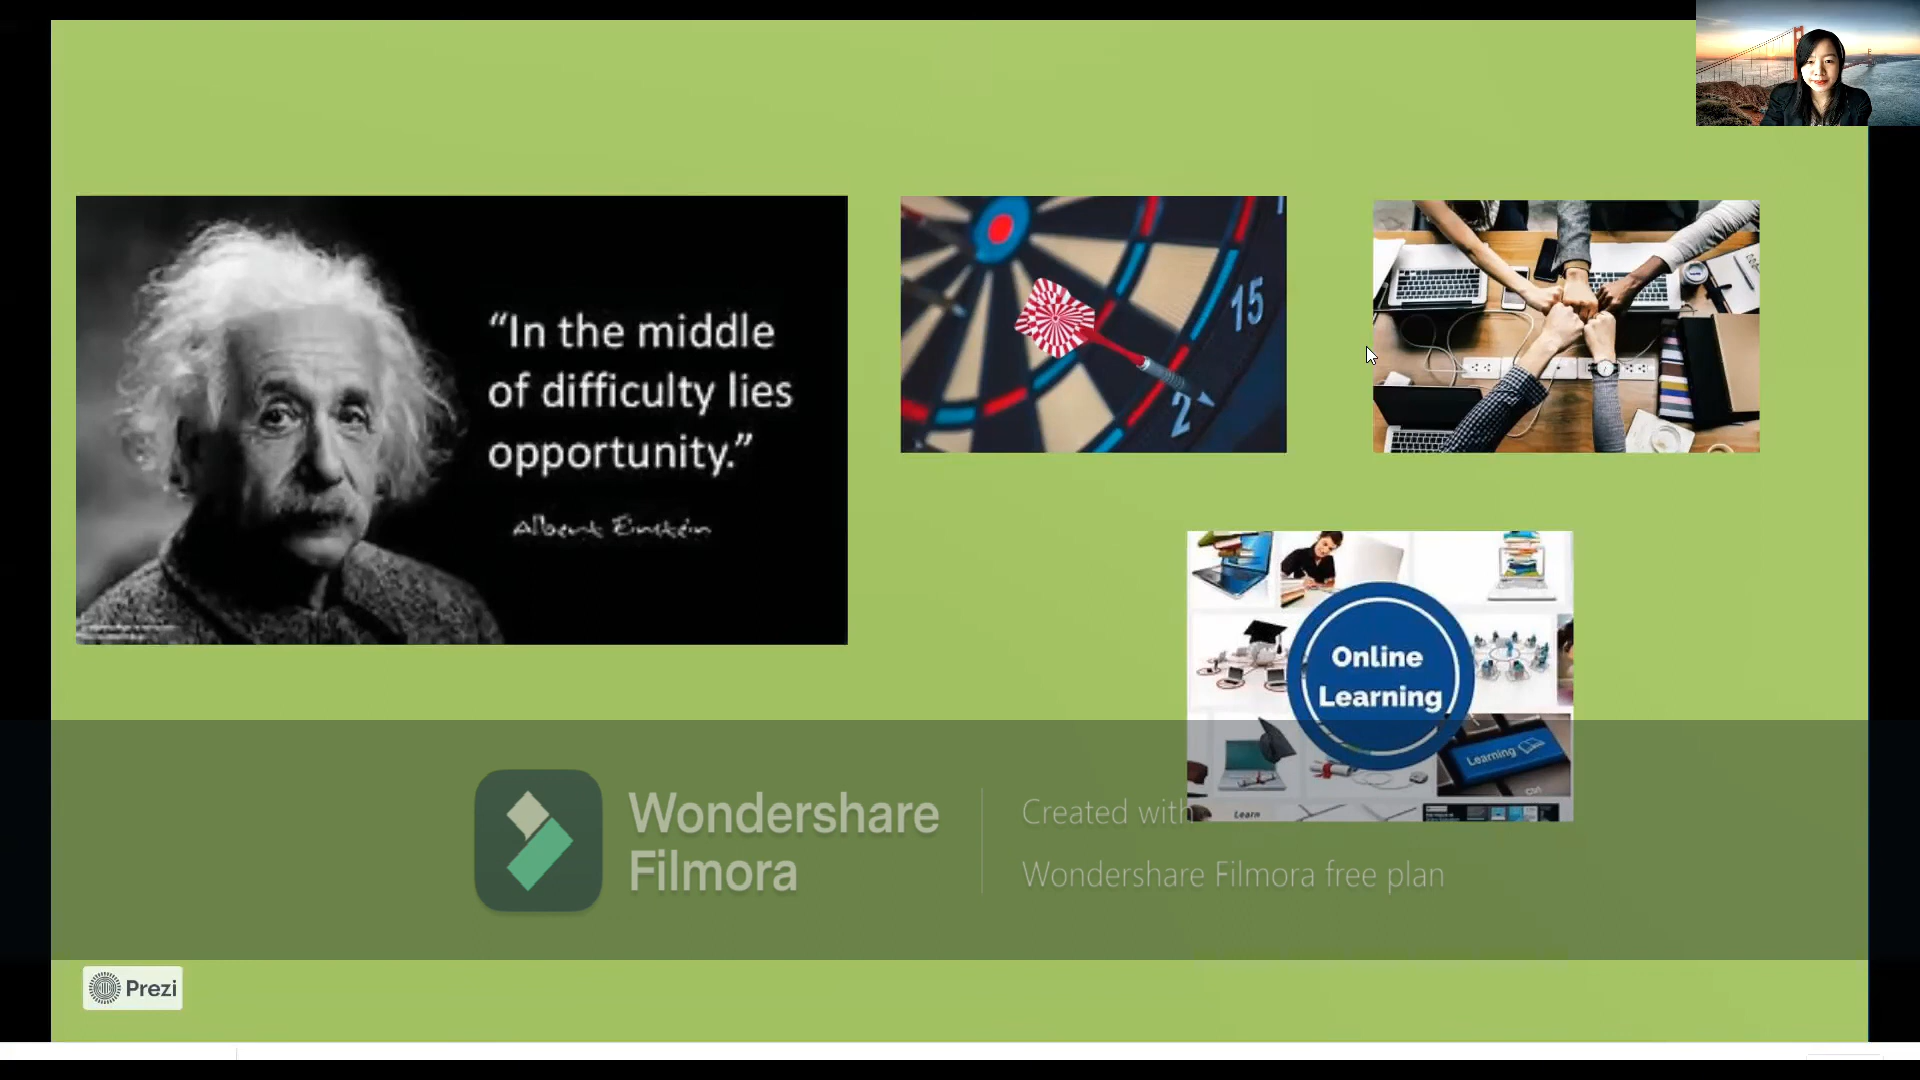 “In the middle
of difficulty lies
opportunity.”
Albert Einstein
15
2
Online
Learning
Learning
Ctrl
Learn
Wondershare
Filmora
Created with
Wondershare Filmora free plan
Prezi